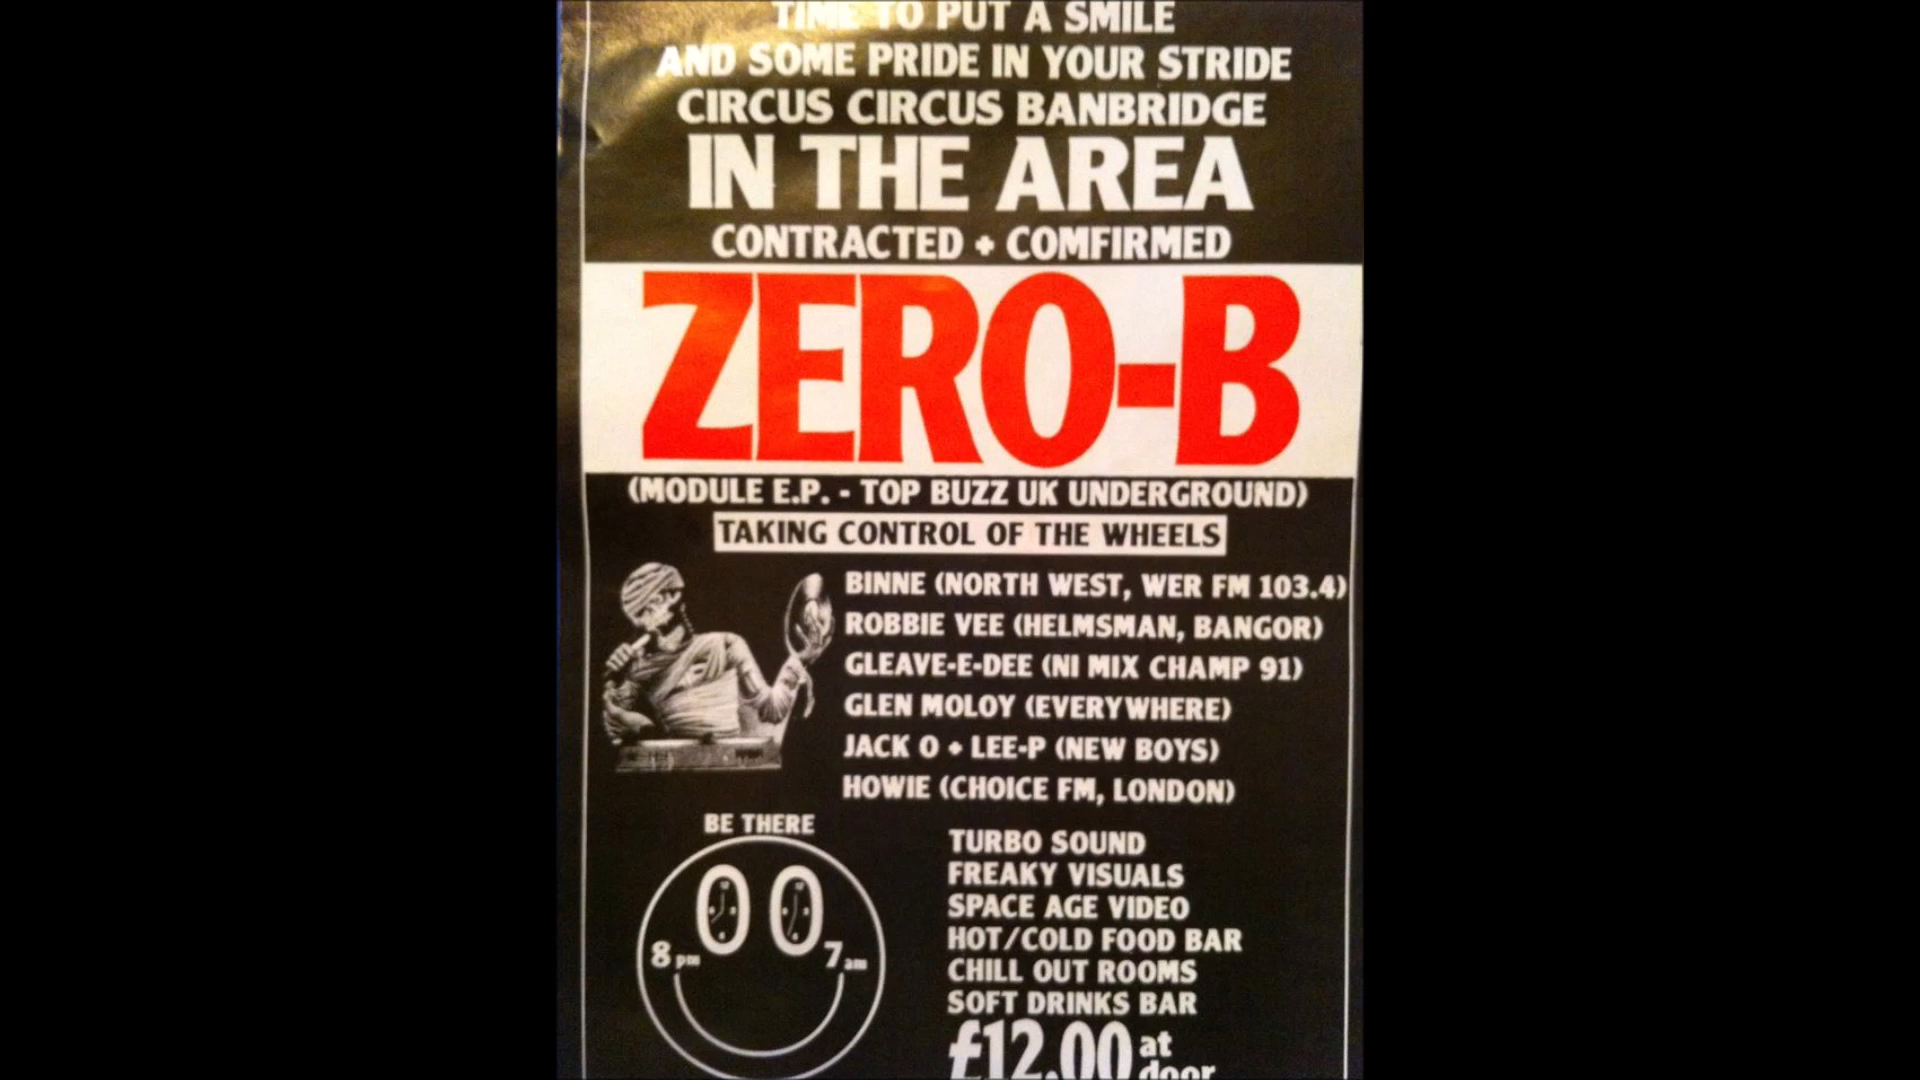 TIME TO PUT A SMILE
AND SOME PRIDE IN YOUR STRIDE
CIRCUS CIRCUS BANBRIDGE
IN THE AREA
CONTRACTED + COMFIRMED
ZERO-B
(MODULE E.P. - TOP BUZZ UK UNDERGROUND)
TAKING CONTROL OF THE WHEELS
BINNE (NORTH WEST, WER FM 103.4)
ROBBIE VEE (HELMSMAN, BANGOR)
GLEAVE-E-DEE (NI MIX CHAMP 91)
GLEN MOLOY (EVERYWHERE)
JACK O + LEE-P (NEW BOYS)
HOWIE (CHOICE FM, LONDON)
BE THERE
8pm 7am
TURBO SOUND
FREAKY VISUALS
SPACE AGE VIDEO
HOT/COLD FOOD BAR
CHILL OUT ROOMS
SOFT DRINKS BAR
£12.00 at
door